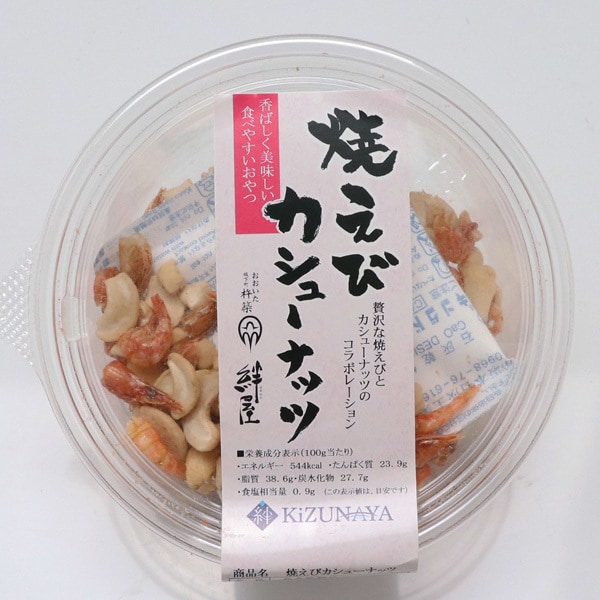 香ばしく美味しい
食べやすいおやつ
焼えび
カシューナッツ
贅沢な焼えびと
カシューナッツの
コラボレーション
おおいた
城下町 杵築
絆屋
■栄養成分表示(100g当たり)
・エネルギー 544kcal ・たんぱく質 23.9g
・脂質 38.6g・炭水化物 27.7g
・食塩相当量 0.9g (この表示値は、目安です)
絆 KiZUNAYA
商品名 焼えびカシューナッツ